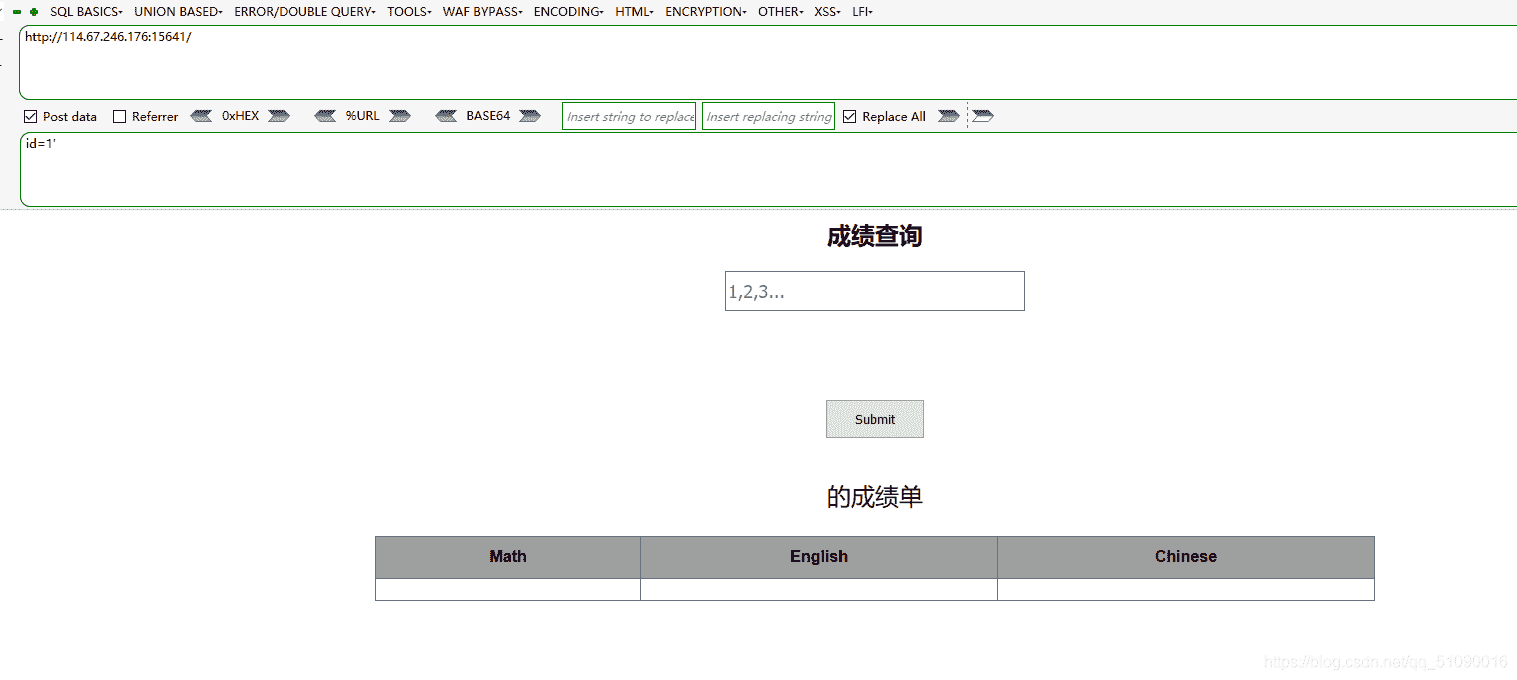 SQL BASICS UNION BASED ERROR/DOUBLE QUERY TOOLS WAF BYPASS ENCODING HTML ENCRYPTION OTHER XSS LFI
http://114.67.246.176:15641/
Post data Referrer 0xHEX %URL BASE64 Insert string to replace Insert replacing string Replace All
id=1'
成绩查询
1,2,3...
Submit
的成绩单
Math English Chinese
https://blog.csdn.net/qq_51090016